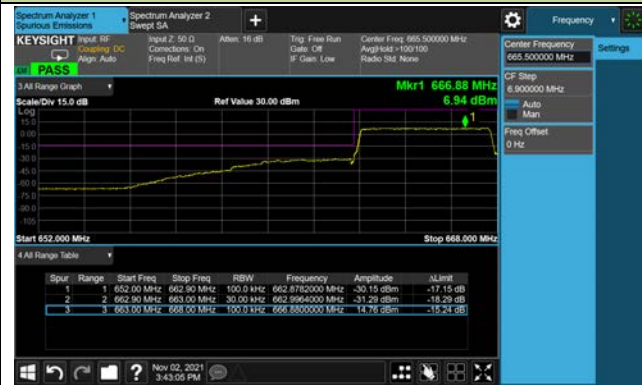 Spectrum Analyzer 1
Spurious Emissions
Spectrum Analyzer 2
Swept SA
Frequency
KEYSIGHT
Input: RF
Coupling: DC
Align: Auto
Input Z: 50 Ω
Corrections: On
Freq Ref: Int (S)
Atten: 16 dB
Trig: Free Run
Gate: Off
IF Gain: Low
Center Freq: 665.500000 MHz
Avg|Hold:>100/100
Radio Std: None
PASS
Center Frequency
665.500000 MHz
Settings
CF Step
6.900000 MHz
Auto
Man
Freq Offset
0 Hz
3 All Range Graph
Mkr1 666.88 MHz
Scale/Div 15.0 dB
Ref Value 30.00 dBm
6.94 dBm
Log
15.0
0.00
-15.0
-30.0
-45.0
-60.0
-75.0
-90.0
-105
1
Start 652.000 MHz
Stop 668.000 MHz
4 All Range Table
Spur Range Start Freq Stop Freq RBW Frequency Amplitude ΔLimit
1 1 652.00 MHz 662.90 MHz 100.0 kHz 662.8782000 MHz -30.15 dBm -17.15 dB
2 2 662.90 MHz 663.00 MHz 30.00 kHz 662.9964000 MHz -31.29 dBm -18.29 dB
3 3 663.00 MHz 668.00 MHz 100.0 kHz 666.8800000 MHz 14.76 dBm -15.24 dB
Nov 02, 2021
3:43:05 PM